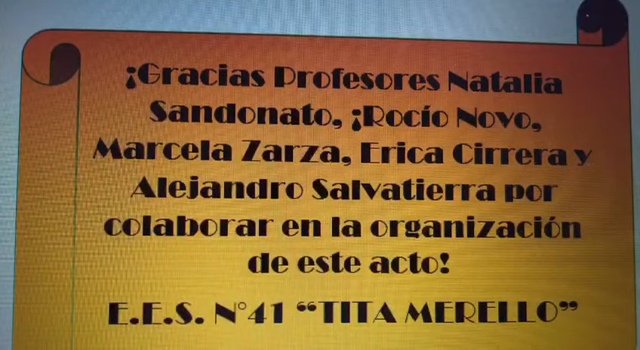 ¡Gracias Profesores Natalia
Sandonato, ¡Rocío Novo,
Marcela Zarza, Erica Cirrera y
Alejandro Salvatierra por
colaborar en la organización
de este acto!
E.E.S. N°41 “TITA MERELLO”